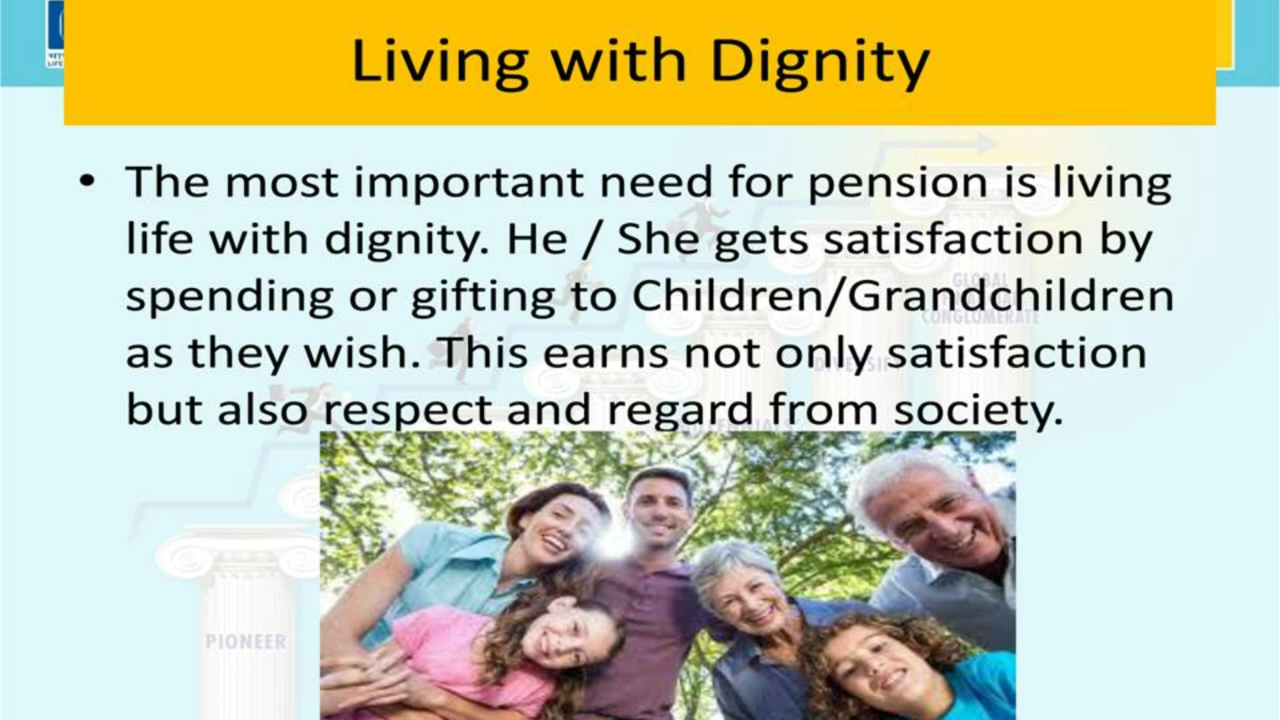 Living with Dignity
• The most important need for pension is living
life with dignity. He / She gets satisfaction by
spending or gifting to Children/Grandchildren
as they wish. This earns not only satisfaction
but also respect and regard from society.
GLOBAL
CONGLOMERATE
PIONEER